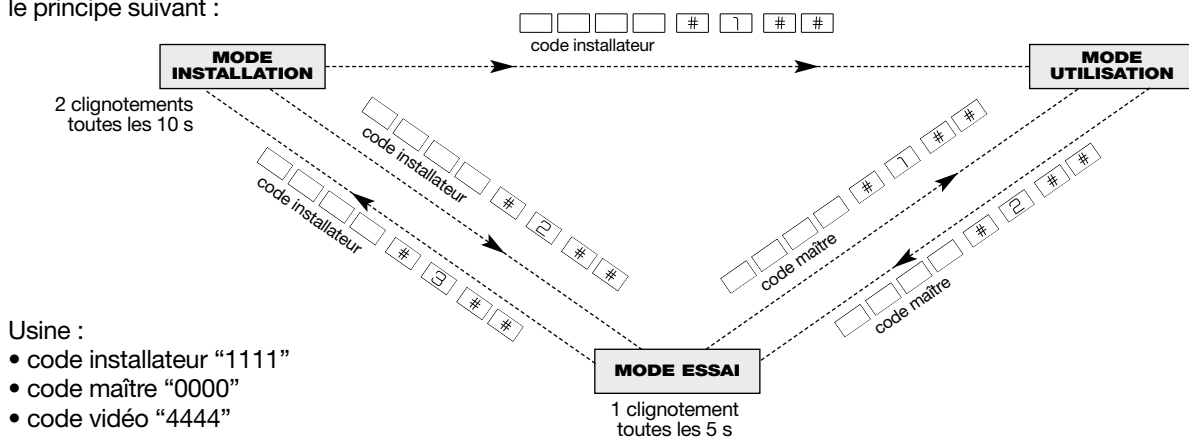 le principe suivant :
# 1 # #
code installateur
MODE
INSTALLATION
MODE
UTILISATION
2 clignotements
toutes les 10 s
code installateur
# 2 # #
code installateur
# 3 # #
code maître
# 1 # #
code maître
# 2 # #
Usine :
• code installateur “1111”
• code maître “0000”
• code vidéo “4444”
MODE ESSAI
1 clignotement
toutes les 5 s